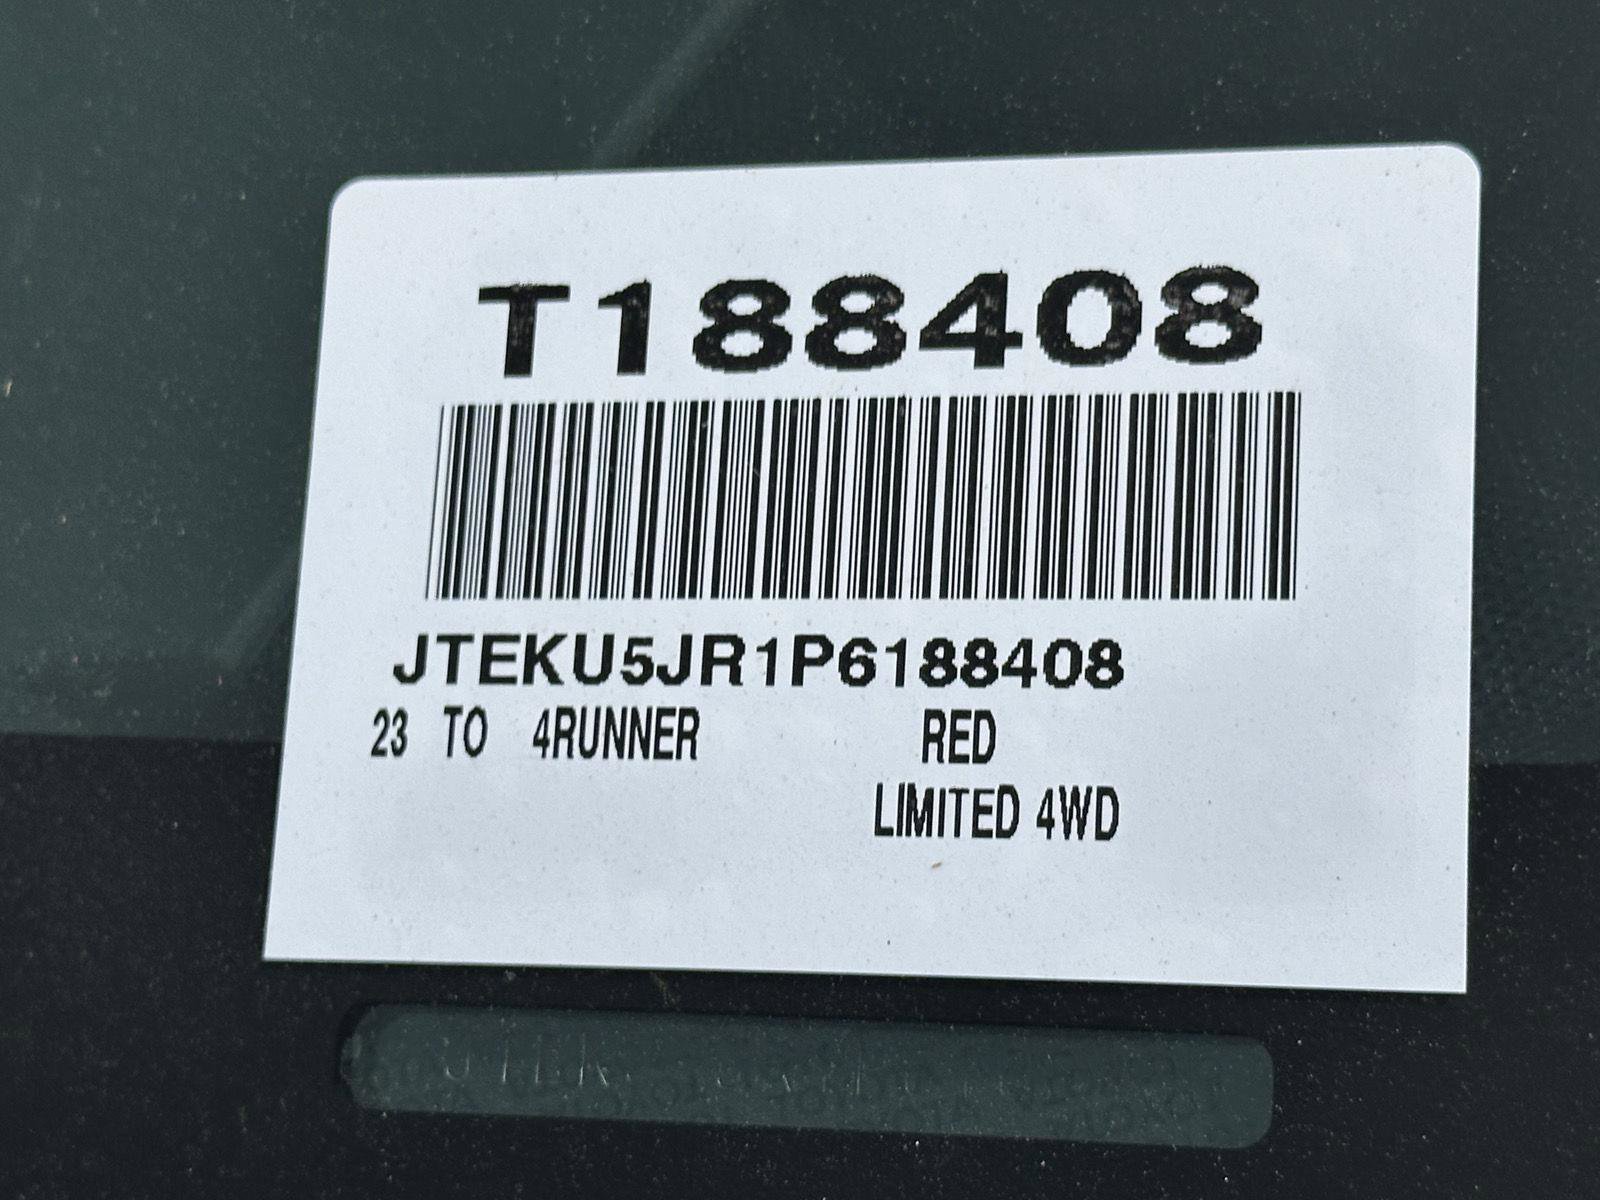 T188408
JTEKU5JR1P6188408
23 TO 4RUNNER RED
LIMITED 4WD